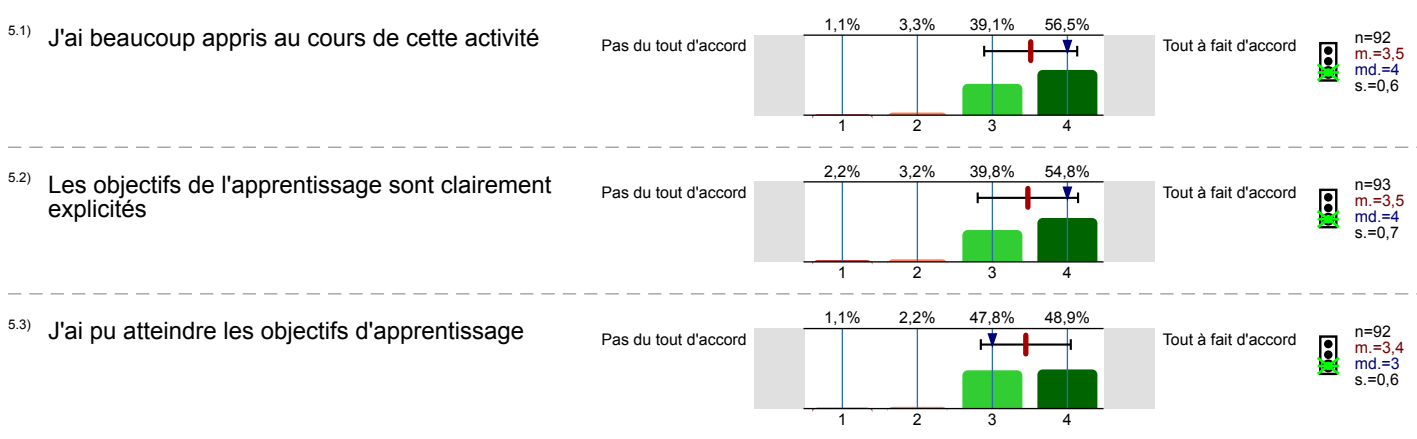 5.1) J'ai beaucoup appris au cours de cette activité
Pas du tout d'accord
1,1% 3,3% 39,1% 56,5%
1 2 3 4
Tout à fait d'accord
n=92
m.=3,5
md.=4
s.=0,6
5.2) Les objectifs de l'apprentissage sont clairement
explicités
Pas du tout d'accord
2,2% 3,2% 39,8% 54,8%
1 2 3 4
Tout à fait d'accord
n=93
m.=3,5
md.=4
s.=0,7
5.3) J'ai pu atteindre les objectifs d'apprentissage
Pas du tout d'accord
1,1% 2,2% 47,8% 48,9%
1 2 3 4
Tout à fait d'accord
n=92
m.=3,4
md.=3
s.=0,6